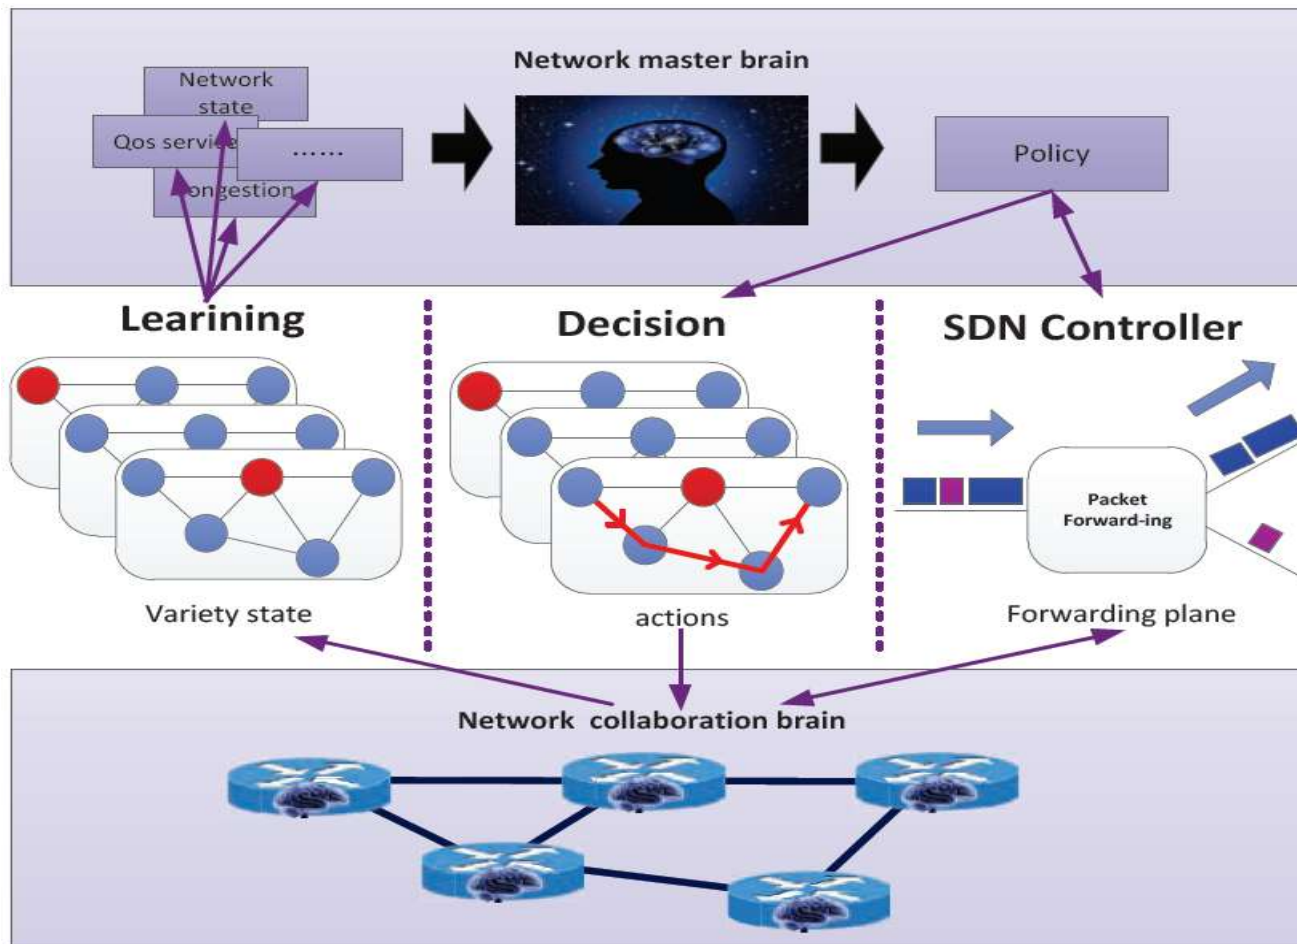 Network master brain
Network
state
Qos service
......
ongestion
Policy
Learining
Decision
SDN Controller
Packet
Forward-ing
Variety state
actions
Forwarding plane
Network collaboration brain